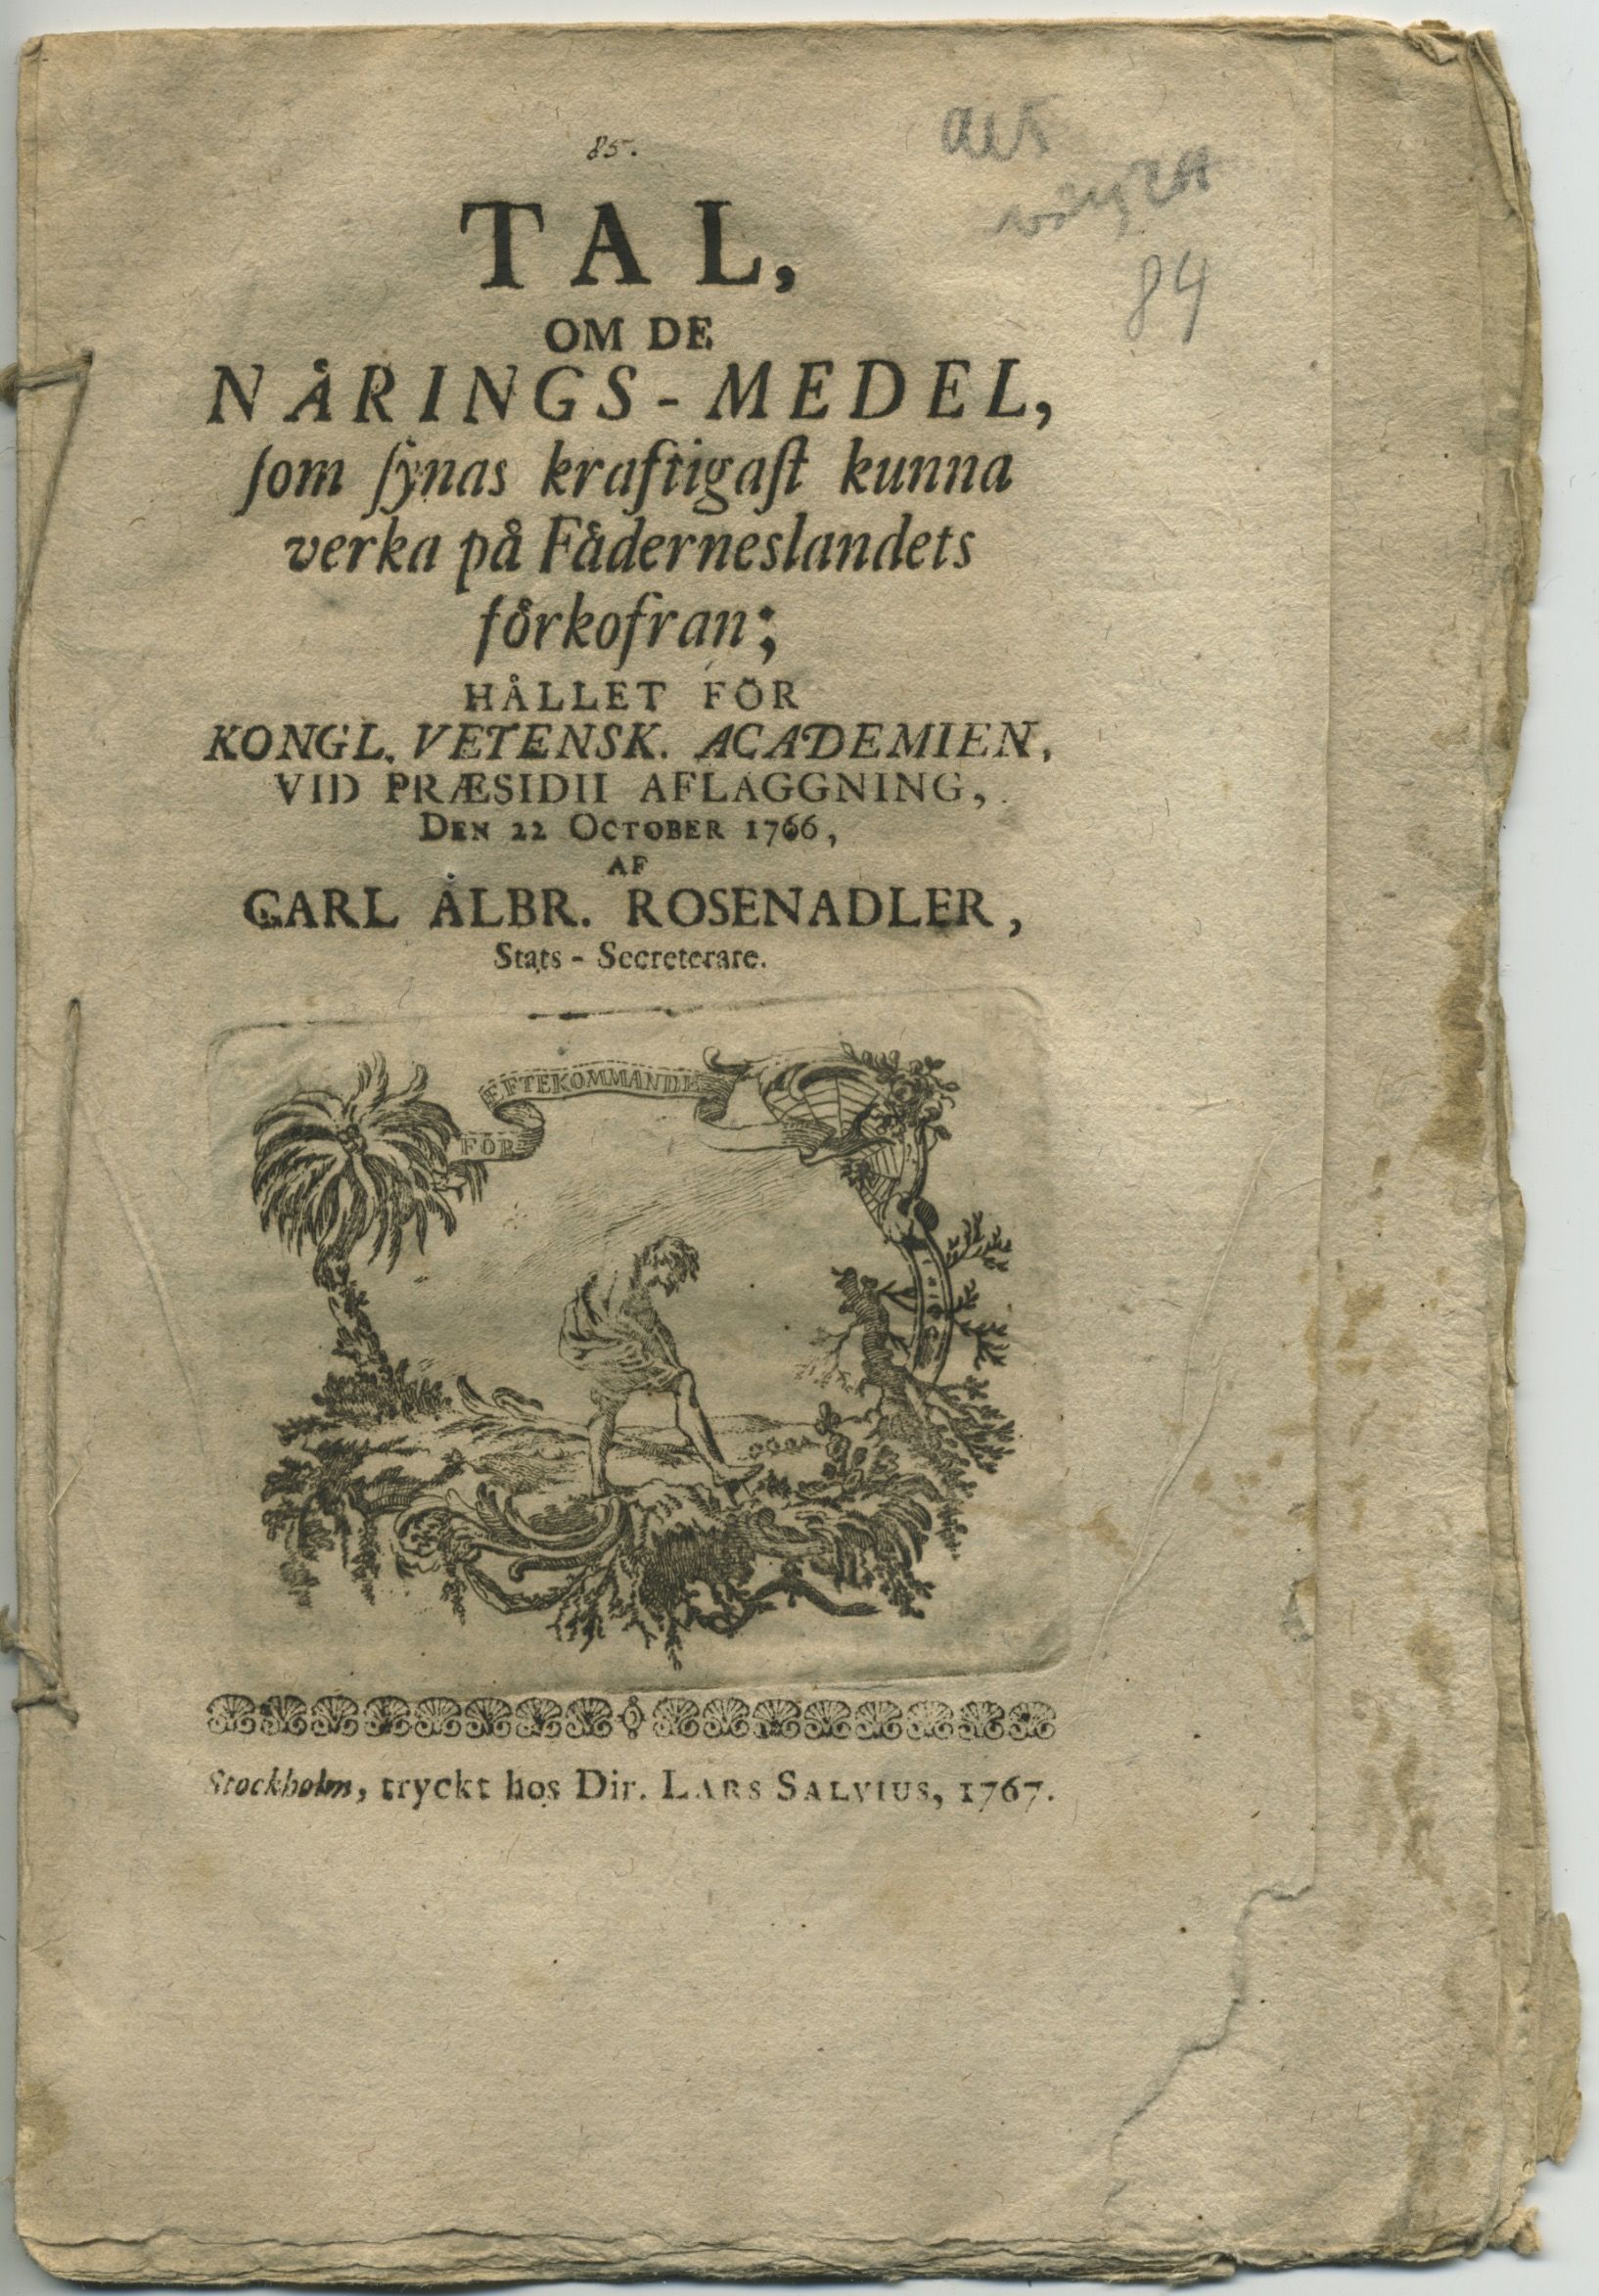 85.
84
TAL,
OM DE
NÅRINGS-MEDEL,
ſom ſynas kraftigaſt kunna
verka på Fåderneslandets
förkofran;
HÅLLET FÖR
KONGL. VETENSK. ACADEMIEN,
VID PRÆSIDII AFLAGGNING,
DEN 22 OCTOBER 1766,
AF
CARL ALBR. ROSENADLER,
Stats-Secreterare.
FÖR EFTEKOMMANDE
Stockholm, tryckt hos Dir. LARS SALVIUS, 1767.